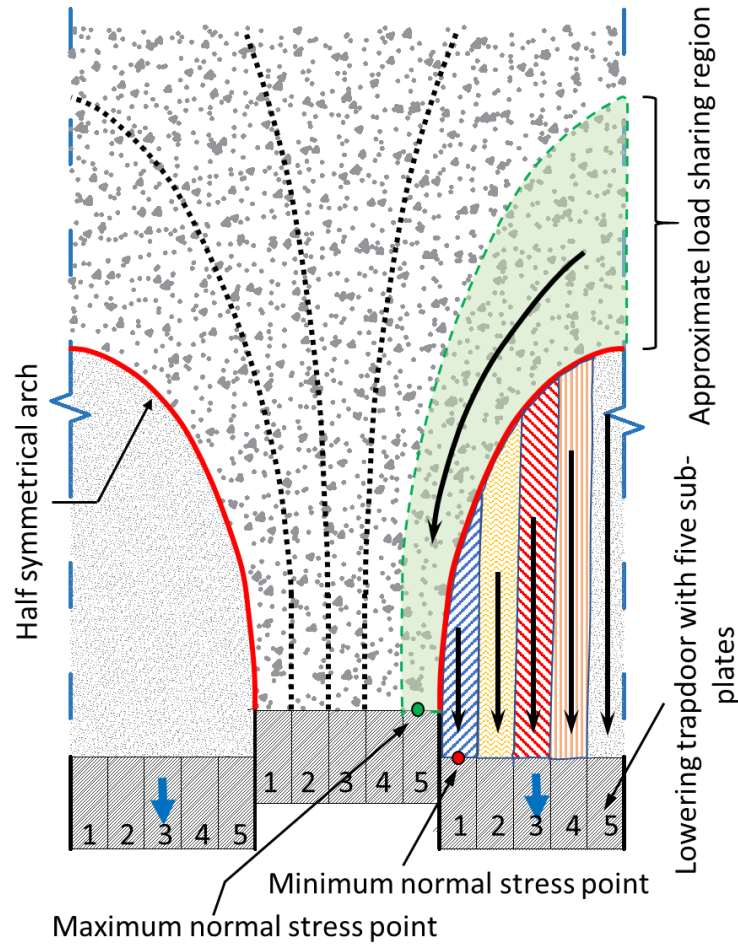 Approximate load sharing region
Half symmetrical arch
Lowering trapdoor with five sub-
plates
1 2 3 4 5
1 2 3 4 5
1 2 3 4 5
Minimum normal stress point
Maximum normal stress point